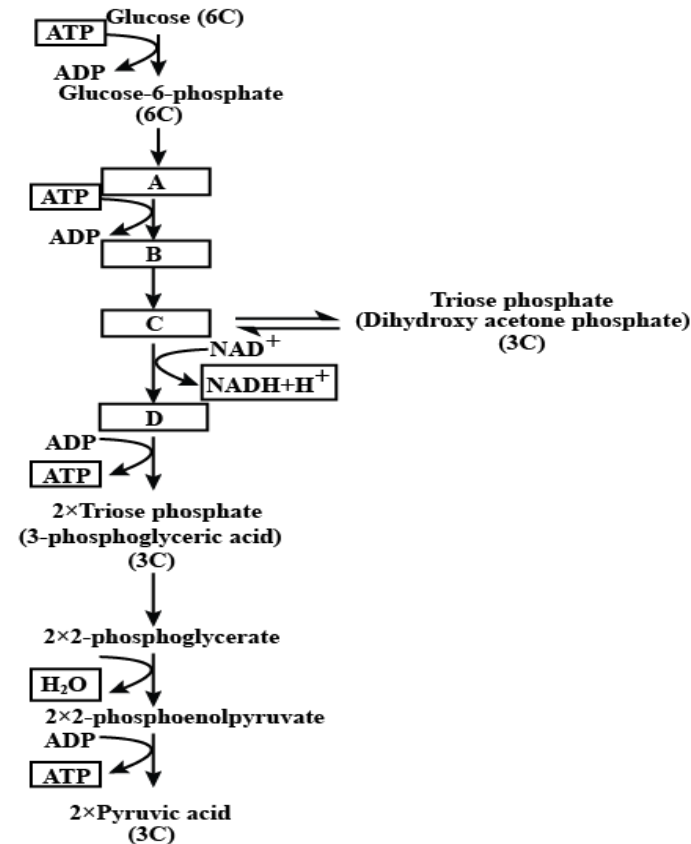 Glucose (6C)
ATP
ADP
Glucose-6-phosphate
(6C)
A
ATP
ADP
B
C
Triose phosphate
(Dihydroxy acetone phosphate)
(3C)
NAD+
NADH+H+
D
ADP
ATP
2×Triose phosphate
(3-phosphoglyceric acid)
(3C)
2×2-phosphoglycerate
H₂O
2×2-phosphoenolpyruvate
ADP
ATP
2×Pyruvic acid
(3C)